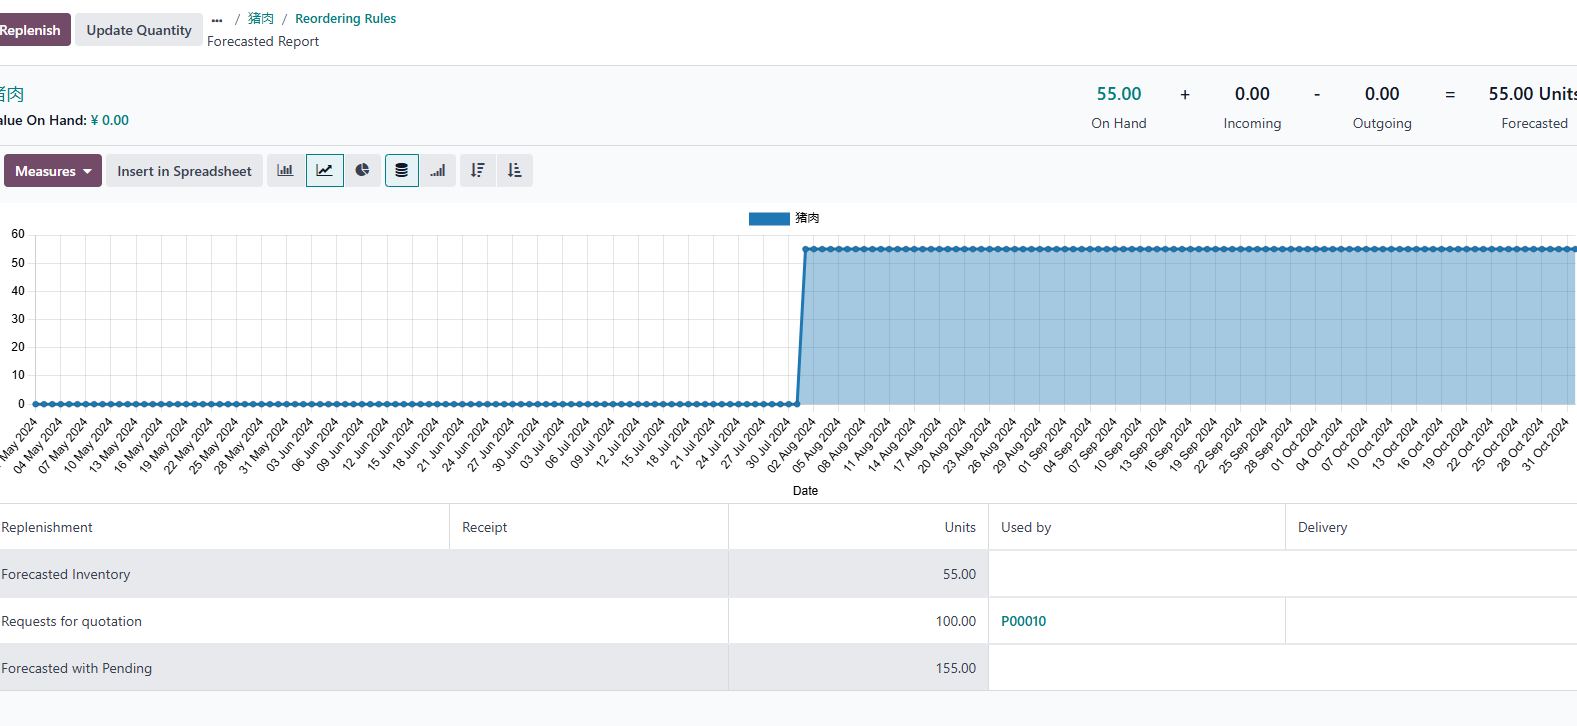 Replenish
Update Quantity
... / 猪肉 / Reordering Rules
Forecasted Report
猪肉
alue On Hand: ¥ 0.00
55.00 + 0.00 - 0.00 = 55.00 Units
On Hand Incoming Outgoing Forecasted
Measures Insert in Spreadsheet
猪肉
60
50
40
30
20
10
0
May 2024 04 May 2024 07 May 2024 10 May 2024 13 May 2024 16 May 2024 19 May 2024 22 May 2024 25 May 2024 28 May 2024 31 May 2024 03 Jun 2024 06 Jun 2024 09 Jun 2024 12 Jun 2024 15 Jun 2024 18 Jun 2024 21 Jun 2024 24 Jun 2024 27 Jun 2024 30 Jun 2024 03 Jul 2024 06 Jul 2024 09 Jul 2024 12 Jul 2024 15 Jul 2024 18 Jul 2024 21 Jul 2024 24 Jul 2024 27 Jul 2024 30 Jul 2024 02 Aug 2024 05 Aug 2024 08 Aug 2024 11 Aug 2024 14 Aug 2024 17 Aug 2024 20 Aug 2024 23 Aug 2024 26 Aug 2024 29 Aug 2024 01 Sep 2024 04 Sep 2024 07 Sep 2024 10 Sep 2024 13 Sep 2024 16 Sep 2024 19 Sep 2024 22 Sep 2024 25 Sep 2024 28 Sep 2024 01 Oct 2024 04 Oct 2024 07 Oct 2024 10 Oct 2024 13 Oct 2024 16 Oct 2024 19 Oct 2024 22 Oct 2024 25 Oct 2024 28 Oct 2024 31 Oct 2024
Date
Replenishment Receipt Units Used by Delivery
Forecasted Inventory 55.00
Requests for quotation 100.00 P00010
Forecasted with Pending 155.00